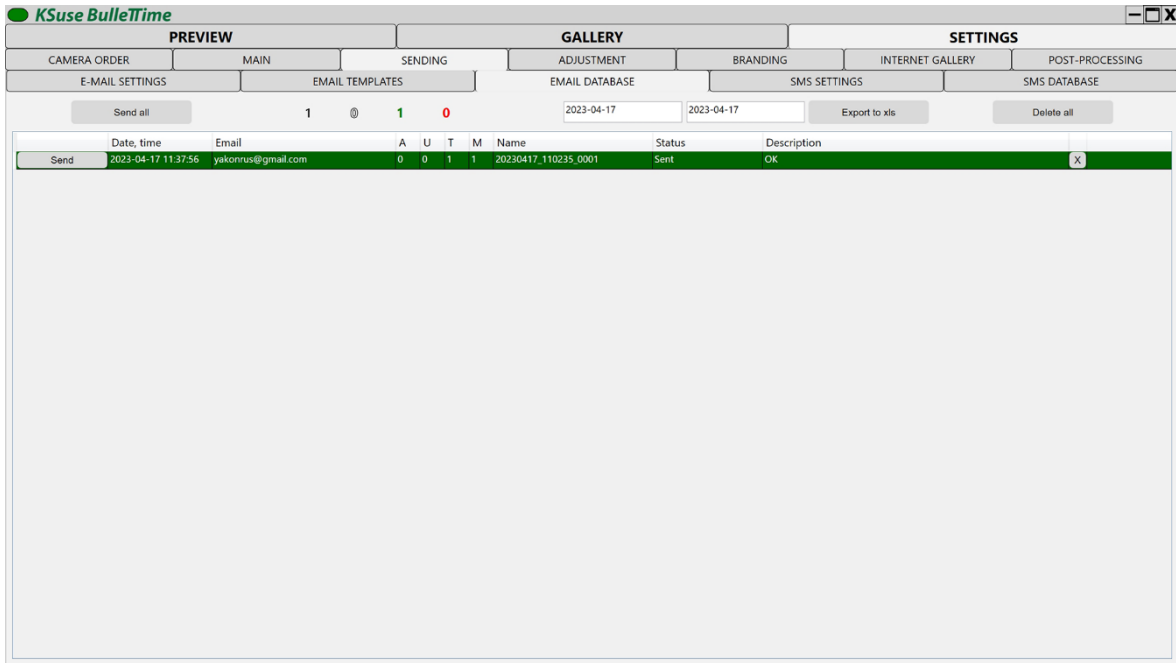 KSuse BulleTime
PREVIEW GALLERY SETTINGS
CAMERA ORDER MAIN SENDING ADJUSTMENT BRANDING INTERNET GALLERY POST-PROCESSING
E-MAIL SETTINGS EMAIL TEMPLATES EMAIL DATABASE SMS SETTINGS SMS DATABASE
Send all 1 0 1 0 2023-04-17 2023-04-17 Export to xls Delete all
Date, time Email A U T M Name Status Description
Send 2023-04-17 11:37:56 yakonrus@gmail.com 0 0 1 1 20230417_110235_0001 Sent OK X